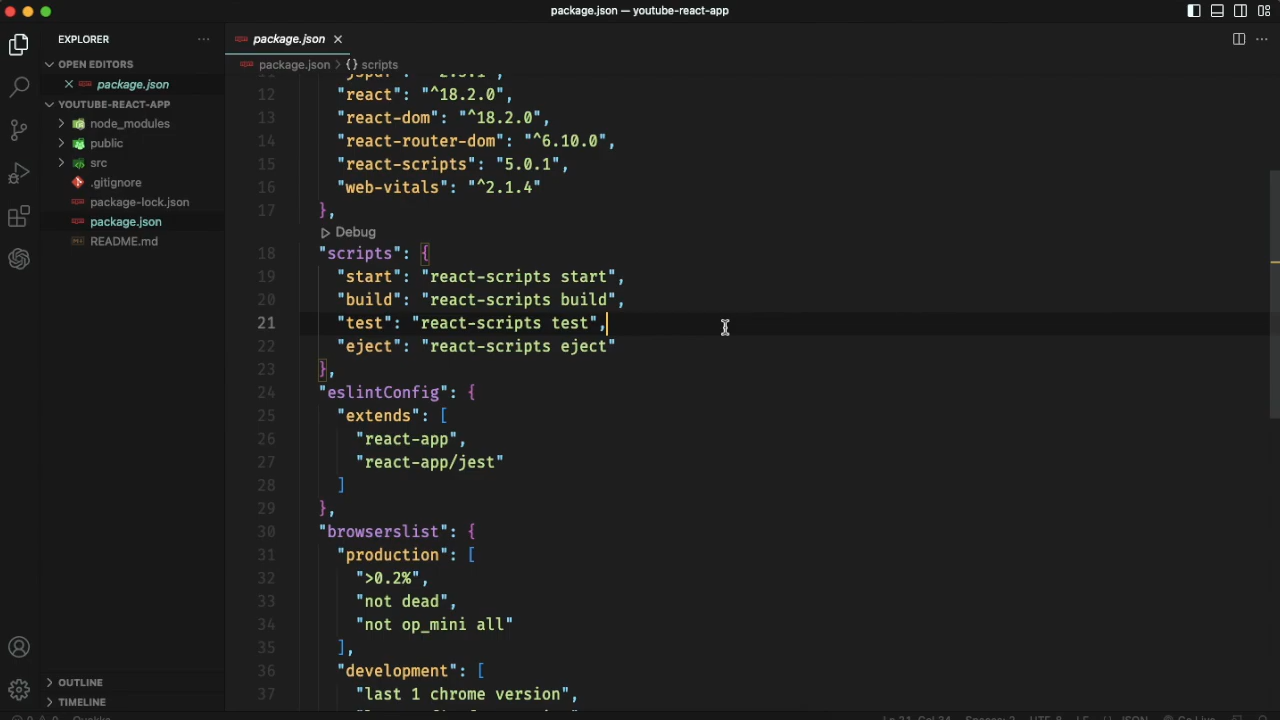 package.json — youtube-react-app
EXPLORER
OPEN EDITORS
package.json
YOUTUBE-REACT-APP
node_modules
public
src
.gitignore
package-lock.json
package.json
README.md
OUTLINE
TIMELINE
package.json
package.json > {} scripts
12 "react": "^18.2.0",
13 "react-dom": "^18.2.0",
14 "react-router-dom": "^6.10.0",
15 "react-scripts": "5.0.1",
16 "web-vitals": "^2.1.4"
17 },
Debug
18 "scripts": {
19 "start": "react-scripts start",
20 "build": "react-scripts build",
21 "test": "react-scripts test",
22 "eject": "react-scripts eject"
23 },
24 "eslintConfig": {
25 "extends": [
26 "react-app",
27 "react-app/jest"
28 ]
29 },
30 "browserslist": {
31 "production": [
32 ">0.2%",
33 "not dead",
34 "not op_mini all"
35 ],
36 "development": [
37 "last 1 chrome version",